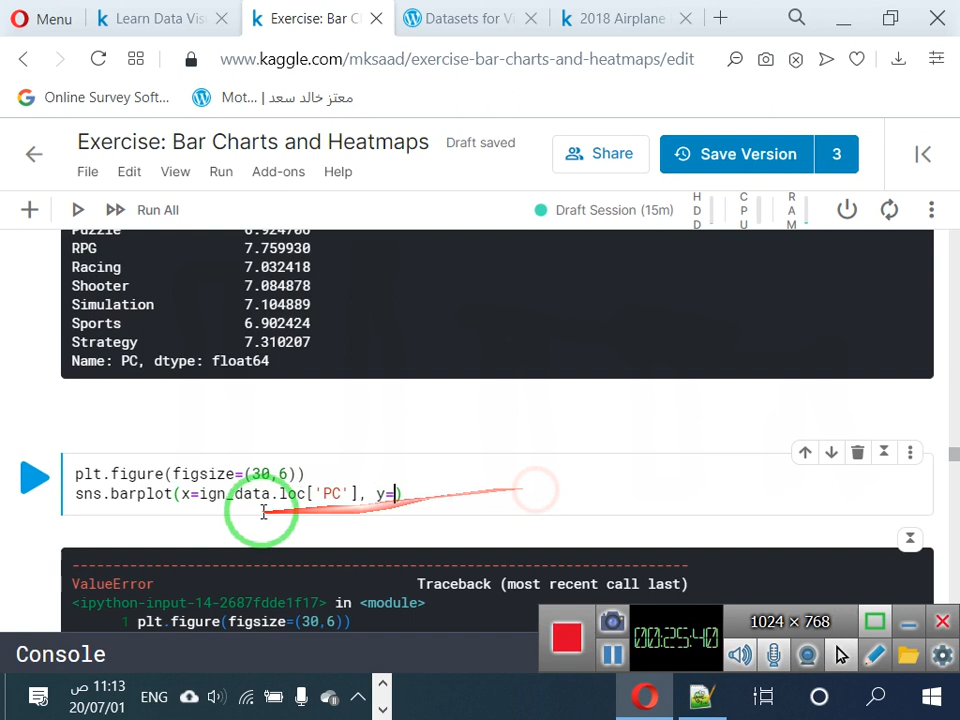 Menu
Learn Data Vis
Exercise: Bar C
Datasets for Vi
2018 Airplane
www.kaggle.com/mksaad/exercise-bar-charts-and-heatmaps/edit
Online Survey Soft...
Mot... | معتز خالد سعد
Exercise: Bar Charts and Heatmaps
Draft saved
Share
Save Version
3
File Edit View Run Add-ons Help
Run All
Draft Session (15m)
HDD
CPU
RAM
Puzzle 6.924706
RPG 7.759930
Racing 7.032418
Shooter 7.084878
Simulation 7.104889
Sports 6.902424
Strategy 7.310207
Name: PC, dtype: float64
plt.figure(figsize=(30,6))
sns.barplot(x=ign_data.loc['PC'], y=)
---------------------------------------------------------------------------
ValueError Traceback (most recent call last)
<ipython-input-14-2687fdde1f17> in <module>
1 plt.figure(figsize=(30,6))
Console
00:25:40
1024 × 768
11:13 ص
20/07/01
ENG